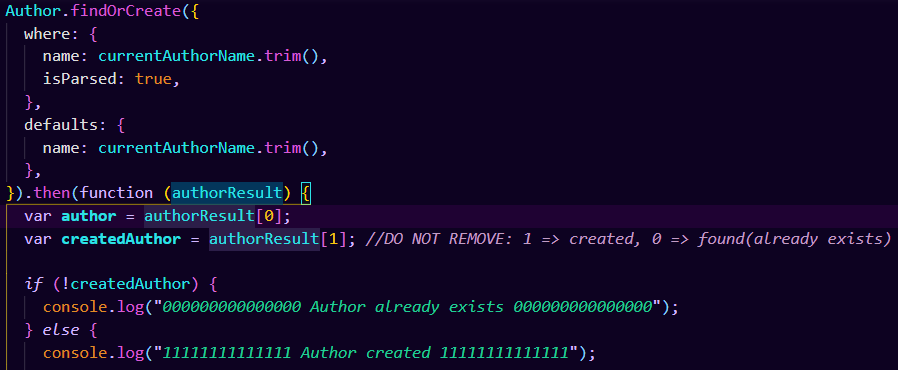 Author.findOrCreate({
  where: {
    name: currentAuthorName.trim(),
    isParsed: true,
  },
  defaults: {
    name: currentAuthorName.trim(),
  },
}).then(function (authorResult) {
  var author = authorResult[0];
  var createdAuthor = authorResult[1]; //DO NOT REMOVE: 1 => created, 0 => found(already exists)

  if (!createdAuthor) {
    console.log("000000000000000 Author already exists 000000000000000");
  } else {
    console.log("11111111111111 Author created 11111111111111");